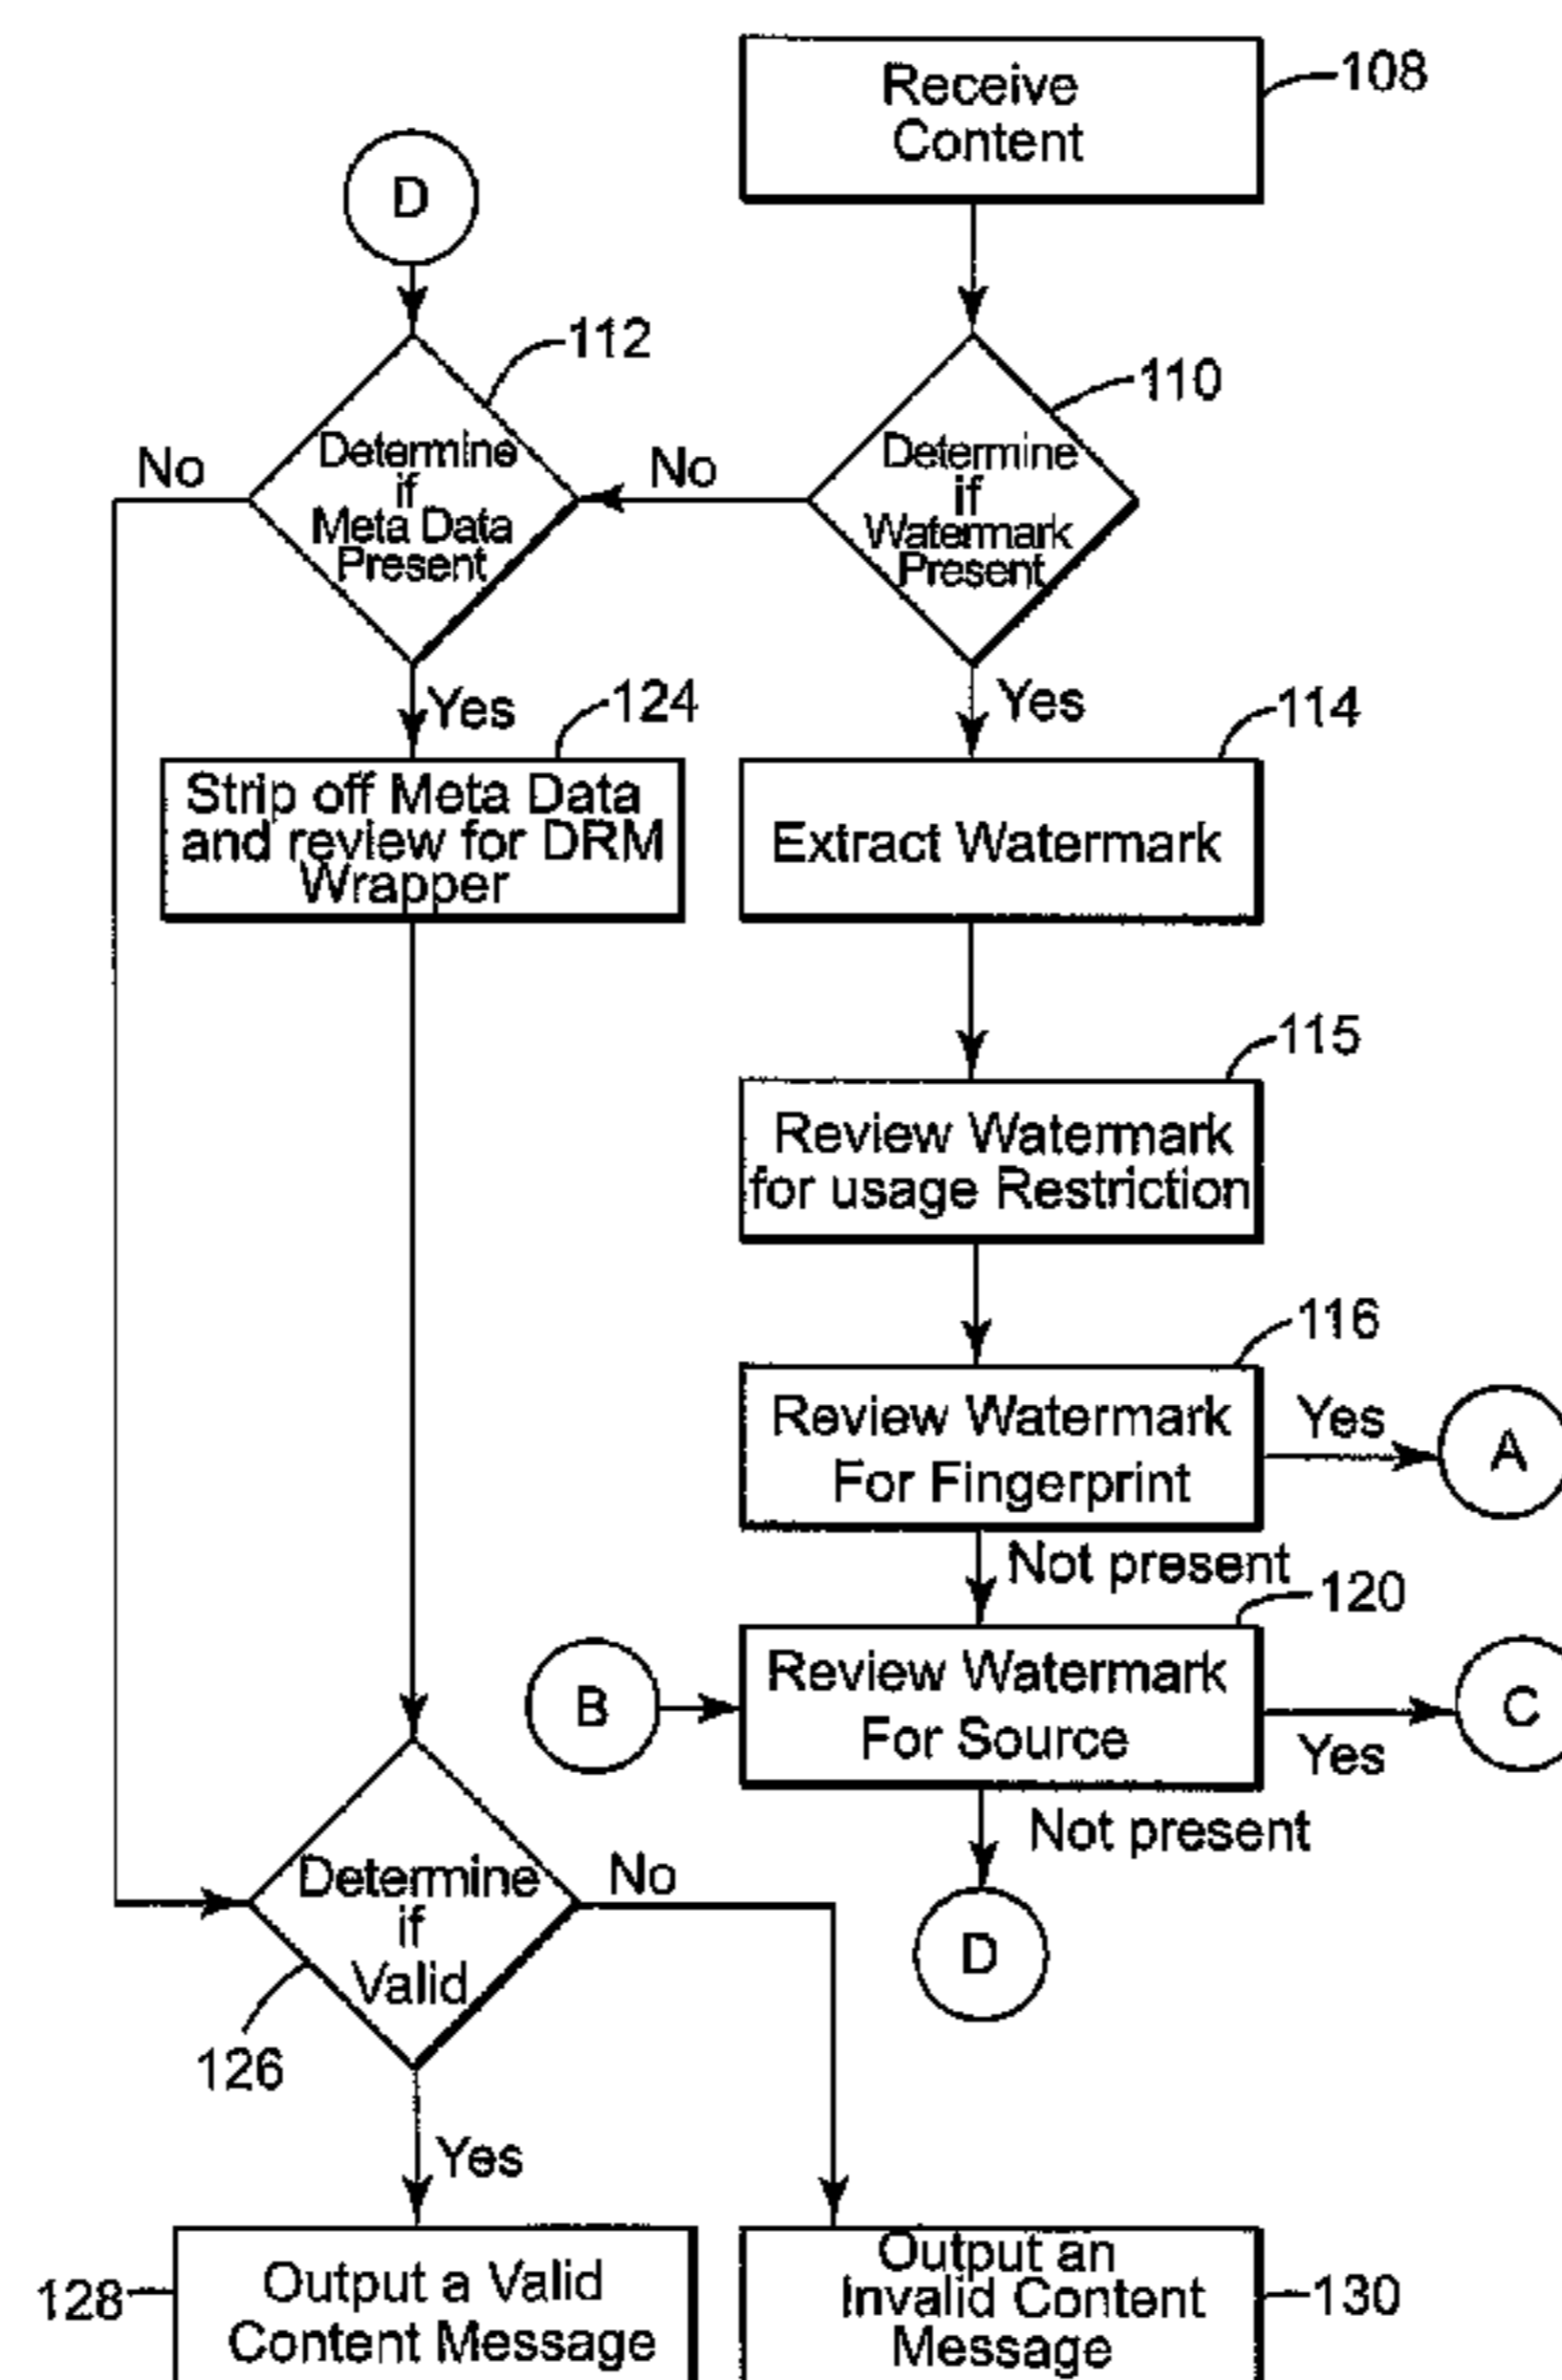 Receive
Content
108
D
112
110
Determine
if
Meta Data
Present
No
No
Determine
if
Watermark
Present
Yes
124
Yes
114
Strip off Meta Data
and review for DRM
Wrapper
Extract Watermark
115
Review Watermark
for usage Restriction
116
Review Watermark
For Fingerprint
Yes
A
Not present
120
B
Review Watermark
For Source
C
Yes
Not present
D
Determine
if
Valid
No
126
Yes
128
Output a Valid
Content Message
Output an
Invalid Content
Message
130